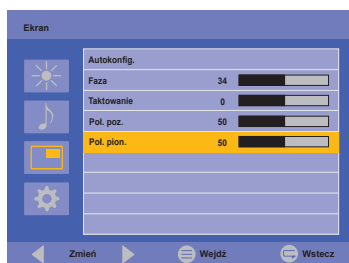 Ekran
Autokonfig.
Faza 34
Taktowanie 0
Poł. poz. 50
Poł. pion. 50
Zmień Wejdź Wstecz